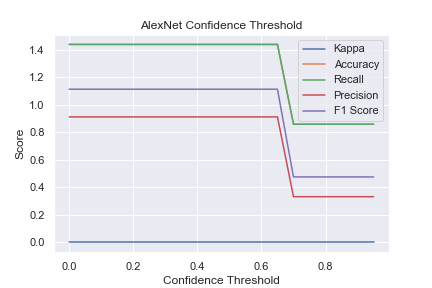 AlexNet Confidence Threshold
1.4
1.2
1.0
0.8
0.6
0.4
0.2
0.0
Score
Kappa
Accuracy
Recall
Precision
F1 Score
0.0 0.2 0.4 0.6 0.8
Confidence Threshold